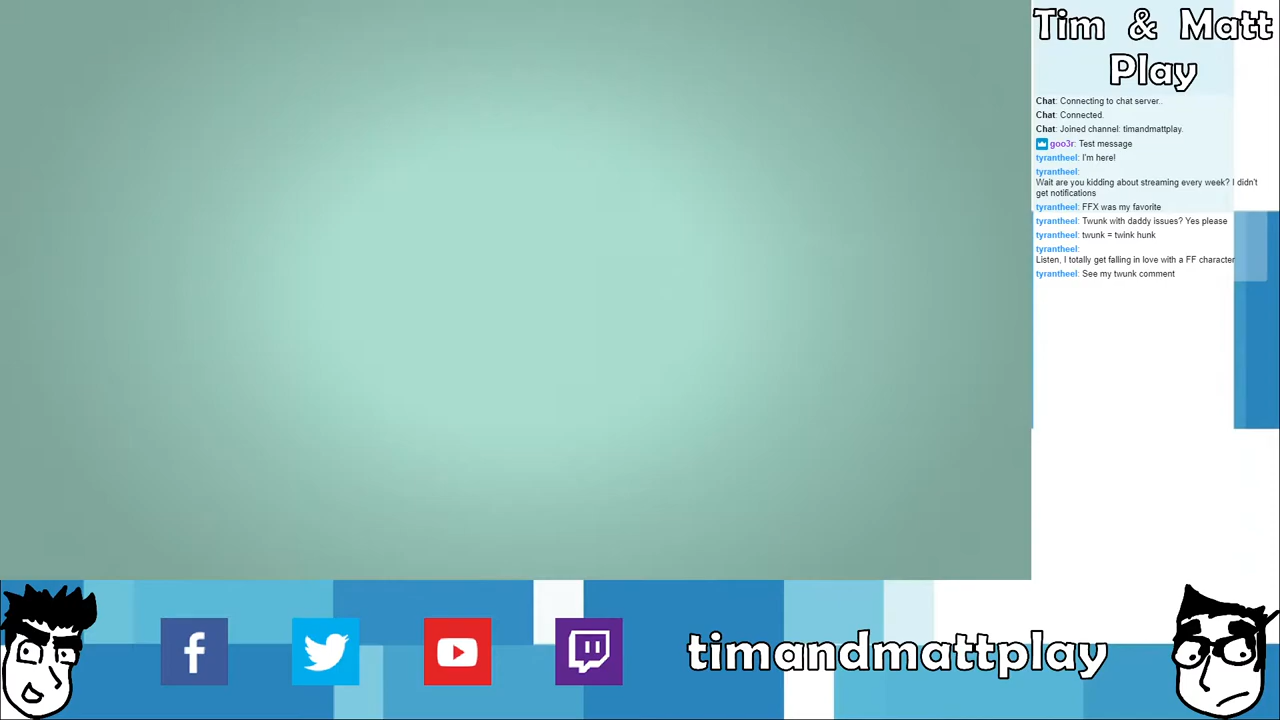 Tim & Matt
Play
Chat: Connecting to chat server..
Chat: Connected.
Chat: Joined channel: timandmattplay.
goo3r: Test message
tyrantheel: I'm here!
tyrantheel:
Wait are you kidding about streaming every week? I didn't
get notifications
tyrantheel: FFX was my favorite
tyrantheel: Twunk with daddy issues? Yes please
tyrantheel: twunk = twink hunk
tyrantheel:
Listen, I totally get falling in love with a FF character
tyrantheel: See my twunk comment
timandmattplay